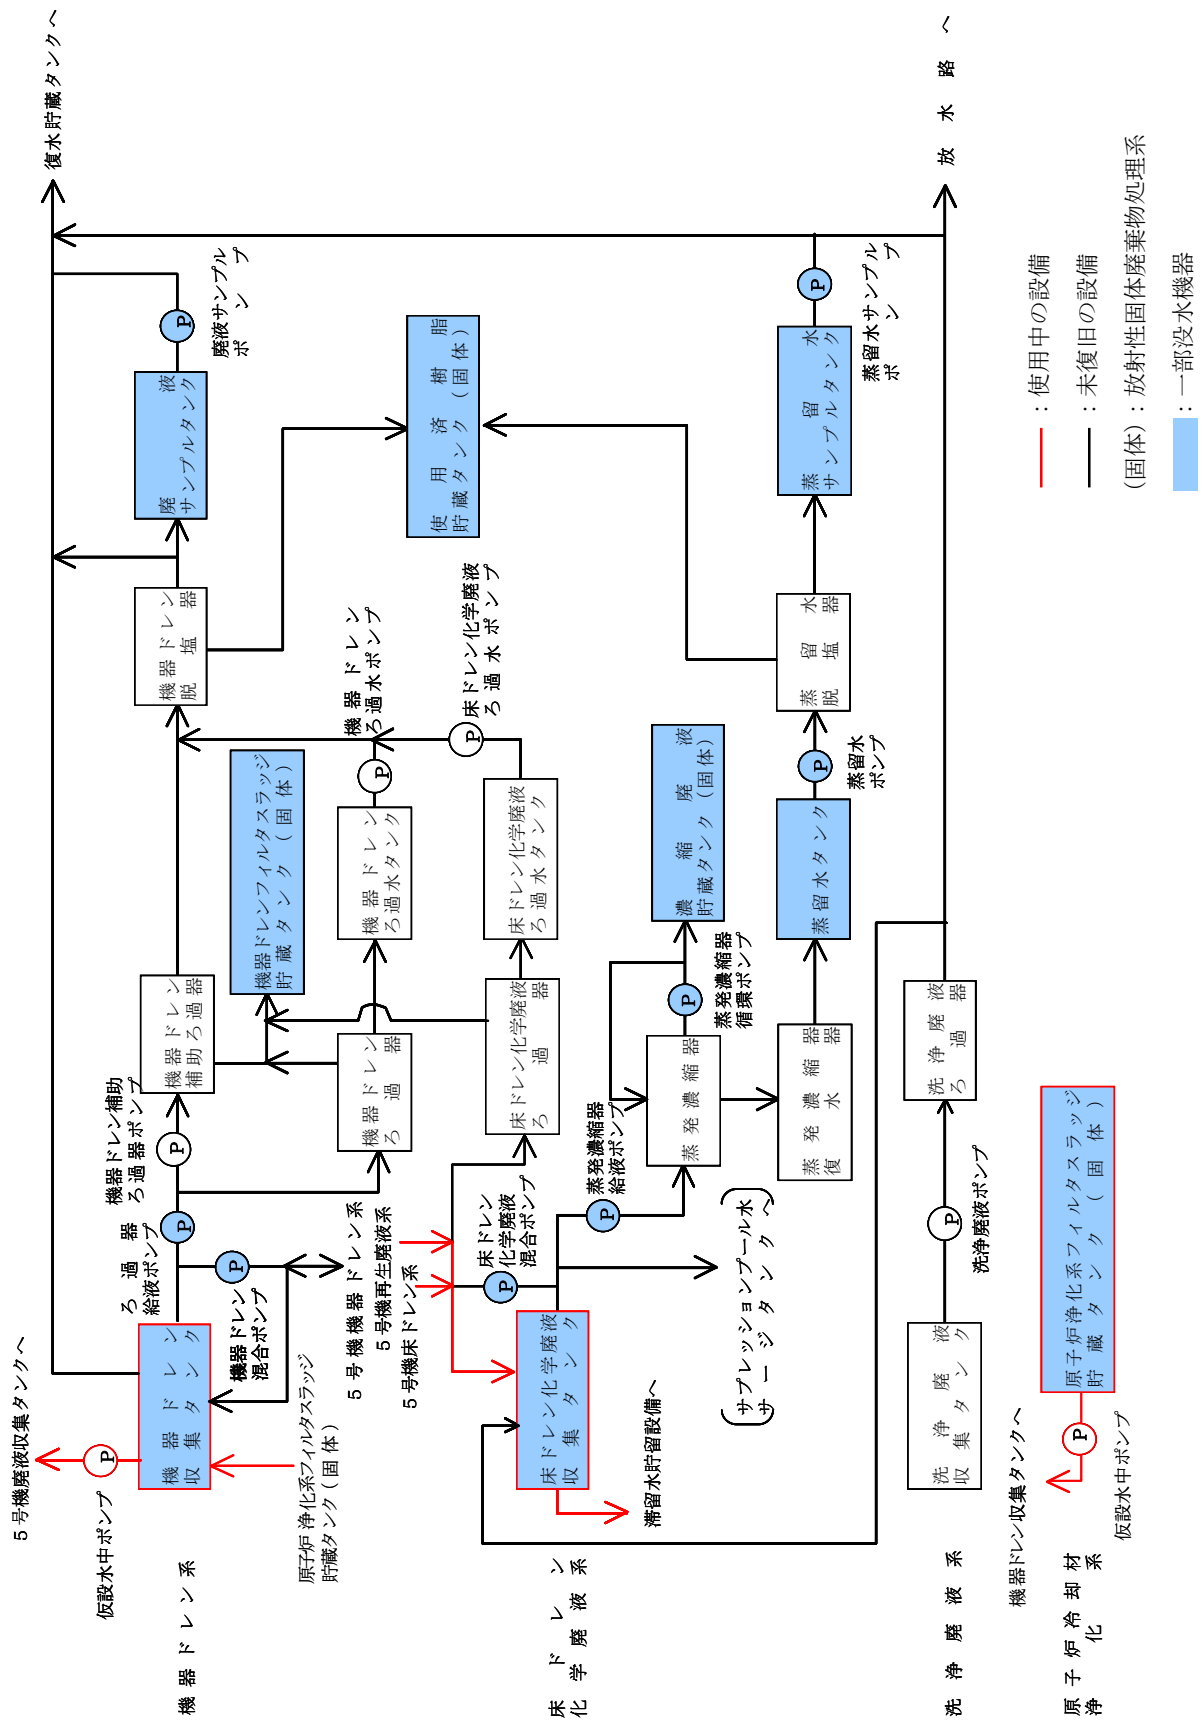 復水貯蔵タンクへ
放水路へ
廃液サンプル
ポンプ
廃液
サンプルタンク
使用済樹脂
貯蔵タンク(固体)
蒸留水サンプル
ポンプ
蒸留水
サンプルタンク
機器ドレン
脱塩器
機器ドレン
ろ過水ポンプ
床ドレン化学廃液
ろ過水ポンプ
蒸留水
脱塩器
機器ドレンフィルタスラッジ
貯蔵タンク(固体)
機器ドレン
ろ過水タンク
床ドレン化学廃液
ろ過水タンク
濃縮廃液
貯蔵タンク(固体)
蒸留水
ポンプ
蒸留水タンク
機器ドレン補助
ろ過器ポンプ
機器ドレン
補助ろ過器
機器ドレン
ろ過器
床ドレン化学廃液
ろ過器
蒸発濃縮器
循環ポンプ
蒸発濃縮器
蒸発濃縮器
復水器
洗浄廃液
ろ過器
ろ過器
給液ポンプ
機器ドレン
混合ポンプ
5号機機器ドレン系
5号機再生廃液系
5号機床ドレン系
床ドレン
化学廃液
混合ポンプ
蒸発濃縮器
給液ポンプ
サプレッションプール水
サージタンクへ
洗浄廃液ポンプ
5号機廃液収集タンクへ
仮設水中ポンプ
機器ドレン
収集タンク
原子炉浄化系フィルタスラッジ
貯蔵タンク(固体)
床ドレン化学廃液
収集タンク
滞留水貯留設備へ
洗浄廃液
収集タンク
機器ドレン収集タンクへ
原子炉浄化系フィルタスラッジ
貯蔵タンク(固体)
仮設水中ポンプ
機器ドレン系
床ドレン
化学廃液系
洗浄廃液系
原子炉冷却材
浄化系
P
P
P
P
P
P
P
P
P
P
P
P
P
P
:使用中の設備
:未復旧の設備
(固体):放射性固体廃棄物処理系
:一部没水機器